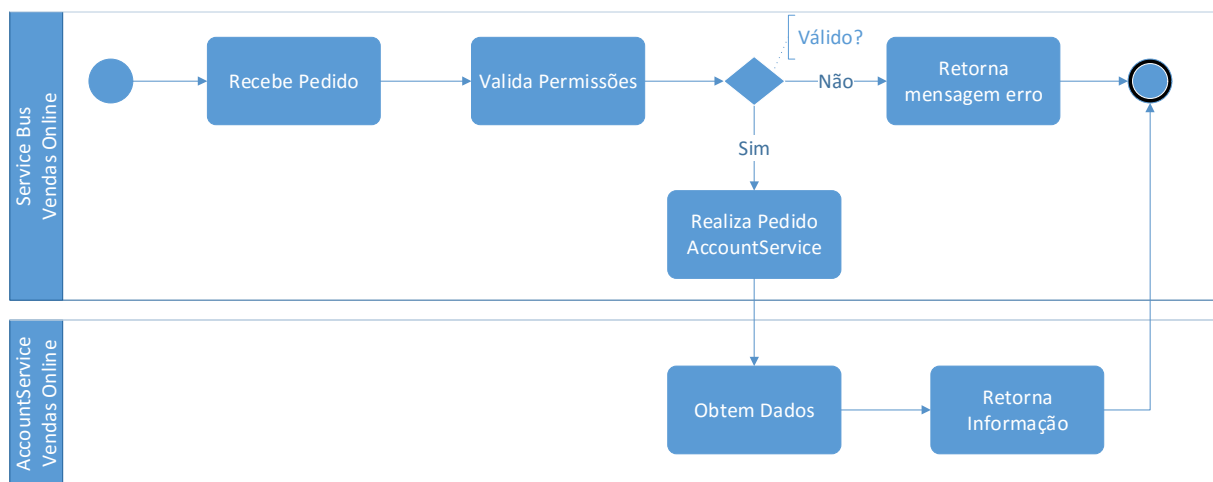 Service Bus
Vendas Online
Recebe Pedido
Valida Permissões
Válido?
Não
Retorna
mensagem erro
Sim
Realiza Pedido
AccountService
AccountService
Vendas Online
Obtem Dados
Retorna
Informação